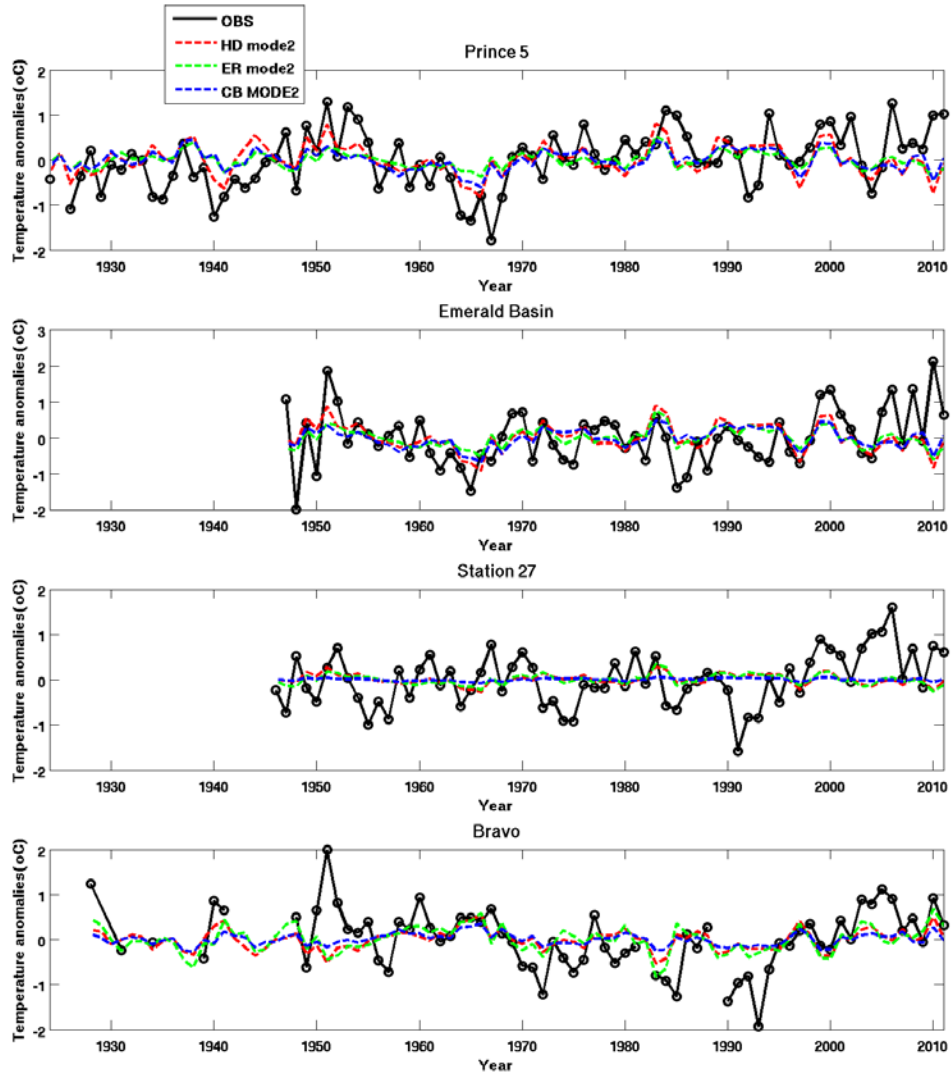 OBS
HD mode2
ER mode2
CB MODE2
Prince 5
Temperature anomalies(oC)
2
1
0
-1
-2
1930 1940 1950 1960 1970 1980 1990 2000 2010
Year
Emerald Basin
Temperature anomalies(oC)
3
2
1
0
-1
-2
1930 1940 1950 1960 1970 1980 1990 2000 2010
Year
Station 27
Temperature anomalies(oC)
2
1
0
-1
-2
1930 1940 1950 1960 1970 1980 1990 2000 2010
Year
Bravo
Temperature anomalies(oC)
2
1
0
-1
-2
1930 1940 1950 1960 1970 1980 1990 2000 2010
Year